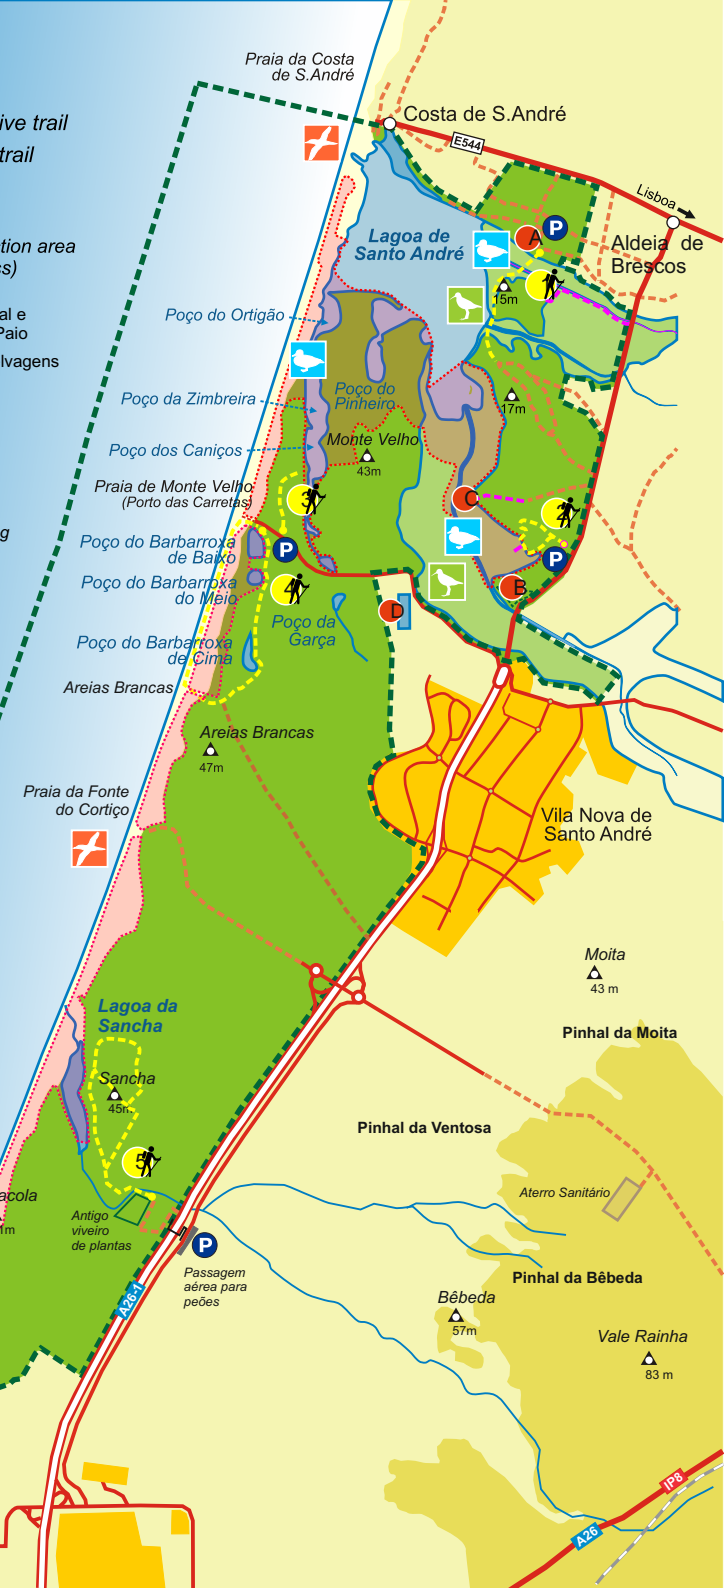 Praia da Costa
de S.André
Costa de S.André
ive trail
trail
E544
Lisboa
Aldeia de
Brescos
A
P
Lagoa de
Santo André
ction area
ss)
1
15m
al e
Paio
Poço do Ortigão
lvagens
Poço da Zimbreira
Poço do
Pinheiro
17m
Poço dos Caniços
Monte Velho
43m
Praia de Monte Velho
(Porto das Carretas)
3
C
2
g
Poço do Barbarroxa
de Baixo
P
P
Poço do Barbarroxa
do Meio
4
B
D
Poço da
Garça
Poço do Barbarroxa
de Cima
Areias Brancas
Areias Brancas
47m
Praia da Fonte
do Cortiço
Vila Nova de
Santo André
Moita
43 m
Lagoa da
Sancha
Pinhal da Moita
Sancha
45m
Pinhal da Ventosa
5
Aterro Sanitário
acola
1m
Antigo
viveiro
de plantas
P
Passagem
aérea para
peões
Pinhal da Bêbeda
A26-1
Bêbeda
57m
Vale Rainha
83 m
IP8
A26